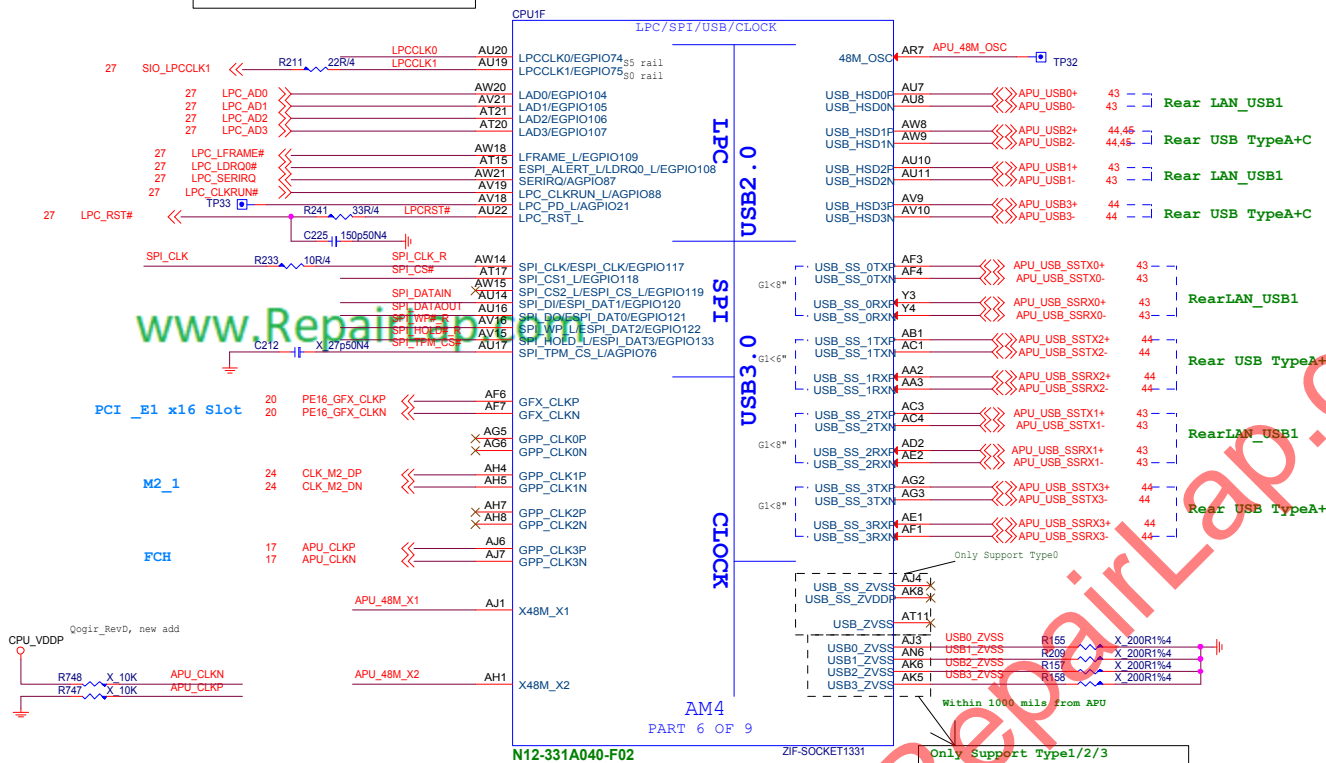 CPU1F
LPC/SPI/USB/CLOCK
LPCCLK0 AU20 LPCCLK0/EGPIO74 S5 rail
27 SIO_LPCCLK1 R211 22R/4 LPCCLK1 AU19 LPCCLK1/EGPIO75 S0 rail
27 LPC_AD0 AW20 LAD0/EGPIO104
27 LPC_AD1 AV21 LAD1/EGPIO105
27 LPC_AD2 AT21 LAD2/EGPIO106
27 LPC_AD3 AT20 LAD3/EGPIO107
27 LPC_LFRAME# AW18 LFRAME_L/EGPIO109
27 LPC_LDRQ0# AT15 ESPI_ALERT_L/LDRQ0_L/EGPIO108
27 LPC_SERIRQ AW21 SERIRQ/AGPIO87
27 LPC_CLKRUN# AV19 LPC_CLKRUN_L/AGPIO88
TP33 AV18 LPC_PD_L/AGPIO21
27 LPC_RST# R241 33R/4 LPCRST# AU22 LPC_RST_L
C225 150p50N4
SPI_CLK R233 10R/4 SPI_CLK_R AW14 SPI_CLK/ESPI_CLK/EGPIO117
SPI_CS# AT17 SPI_CS1_L/EGPIO118
AW15 SPI_CS2_L/ESPI_CS_L/EGPIO119
SPI_DATAIN AU14 SPI_DI/ESPI_DAT1/EGPIO120
SPI_DATAOUT AU16 SPI_DO/ESPI_DAT0/EGPIO121
SPI_WP#_R AV16 SPI_WP_L/ESPI_DAT2/EGPIO122
SPI_HOLD#_R AV15 SPI_HOLD_L/ESPI_DAT3/EGPIO133
C212 X_27p50N4 SPI_TPM_CS# AU17 SPI_TPM_CS_L/AGPIO76
www.RepairLap.com
PCI _E1 x16 Slot
20 PE16_GFX_CLKP AF6 GFX_CLKP
20 PE16_GFX_CLKN AF7 GFX_CLKN
AG5 GPP_CLK0P
AG6 GPP_CLK0N
M2_1
24 CLK_M2_DP AH4 GPP_CLK1P
24 CLK_M2_DN AH5 GPP_CLK1N
AH7 GPP_CLK2P
AH8 GPP_CLK2N
FCH
17 APU_CLKP AJ6 GPP_CLK3P
17 APU_CLKN AJ7 GPP_CLK3N
APU_48M_X1 AJ1 X48M_X1
APU_48M_X2 AH1 X48M_X2
Qogir_RevD, new add
CPU_VDDP
R748 X_10K APU_CLKN
R747 X_10K APU_CLKP
LPC
SPI
USB2.0
USB3.0
CLOCK
48M_OSC AR7 APU_48M_OSC TP32
USB_HSD0P AU7 APU_USB0+ 43
USB_HSD0N AU8 APU_USB0- 43
Rear LAN_USB1
USB_HSD1P AW8 APU_USB2+ 44,45
USB_HSD1N AW9 APU_USB2- 44,45
Rear USB TypeA+C
USB_HSD2P AU10 APU_USB1+ 43
USB_HSD2N AU11 APU_USB1- 43
Rear LAN_USB1
USB_HSD3P AV9 APU_USB3+ 44
USB_HSD3N AV10 APU_USB3- 44
Rear USB TypeA+C
USB_SS_0TXP AF3 APU_USB_SSTX0+ 43
USB_SS_0TXN AF4 APU_USB_SSTX0- 43
G1<8"
USB_SS_0RXP Y3 APU_USB_SSRX0+ 43
USB_SS_0RXN Y4 APU_USB_SSRX0- 43
RearLAN_USB1
USB_SS_1TXP AB1 APU_USB_SSTX2+ 44
USB_SS_1TXN AC1 APU_USB_SSTX2- 44
G1<6"
USB_SS_1RXP AA2 APU_USB_SSRX2+ 44
USB_SS_1RXN AA3 APU_USB_SSRX2- 44
Rear USB TypeA+
USB_SS_2TXP AC3 APU_USB_SSTX1+ 43
USB_SS_2TXN AC4 APU_USB_SSTX1- 43
G1<8"
USB_SS_2RXP AD2 APU_USB_SSRX1+ 43
USB_SS_2RXN AE2 APU_USB_SSRX1- 43
RearLAN_USB1
USB_SS_3TXP AG2 APU_USB_SSTX3+ 44
USB_SS_3TXN AG3 APU_USB_SSTX3- 44
G1<8"
USB_SS_3RXP AE1 APU_USB_SSRX3+ 44
USB_SS_3RXN AF1 APU_USB_SSRX3- 44
Rear USB TypeA+
Only Support Type0
USB_SS_ZVSS AJ4
USB_SS_ZVDDP AK8
USB_ZVSS AT11
USB0_ZVSS AJ3 USB0_ZVSS R155 X_200R1%4
USB1_ZVSS AN6 USB1_ZVSS R209 X_200R1%4
USB2_ZVSS AK6 USB2_ZVSS R157 X_200R1%4
USB3_ZVSS AK5 USB3_ZVSS R158 X_200R1%4
Within 1000 mils from APU
AM4
PART 6 OF 9
N12-331A040-F02
ZIF-SOCKET1331
Only Support Type1/2/3
RepairLap.c